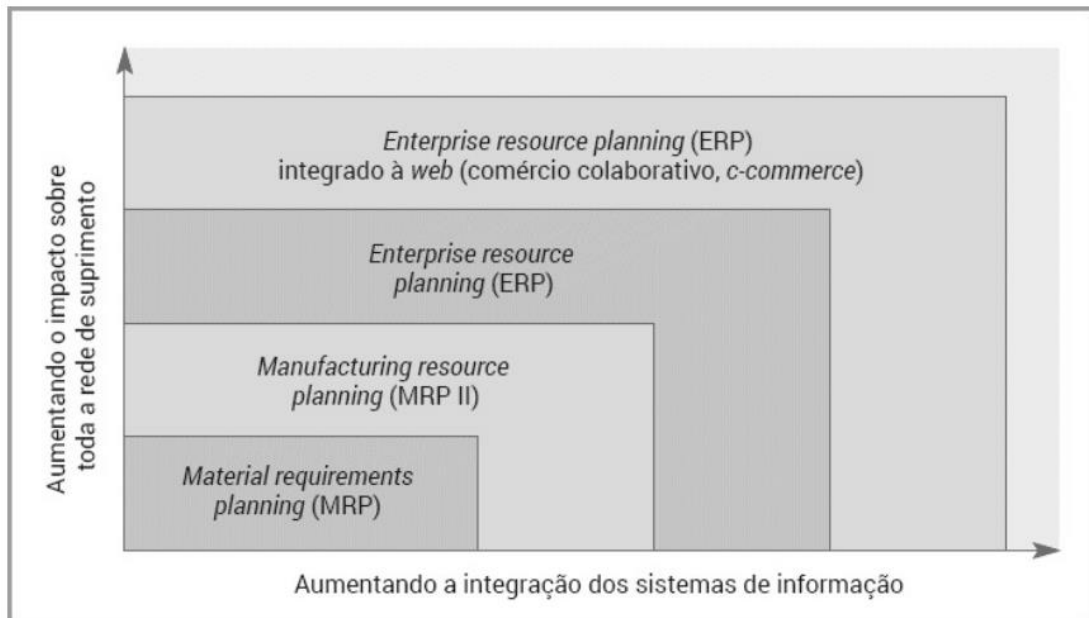 Enterprise resource planning (ERP)
integrado à web (comércio colaborativo, c-commerce)
Enterprise resource
planning (ERP)
Manufacturing resource
planning (MRP II)
Material requirements
planning (MRP)
Aumentando o impacto sobre
toda a rede de suprimento
Aumentando a integração dos sistemas de informação